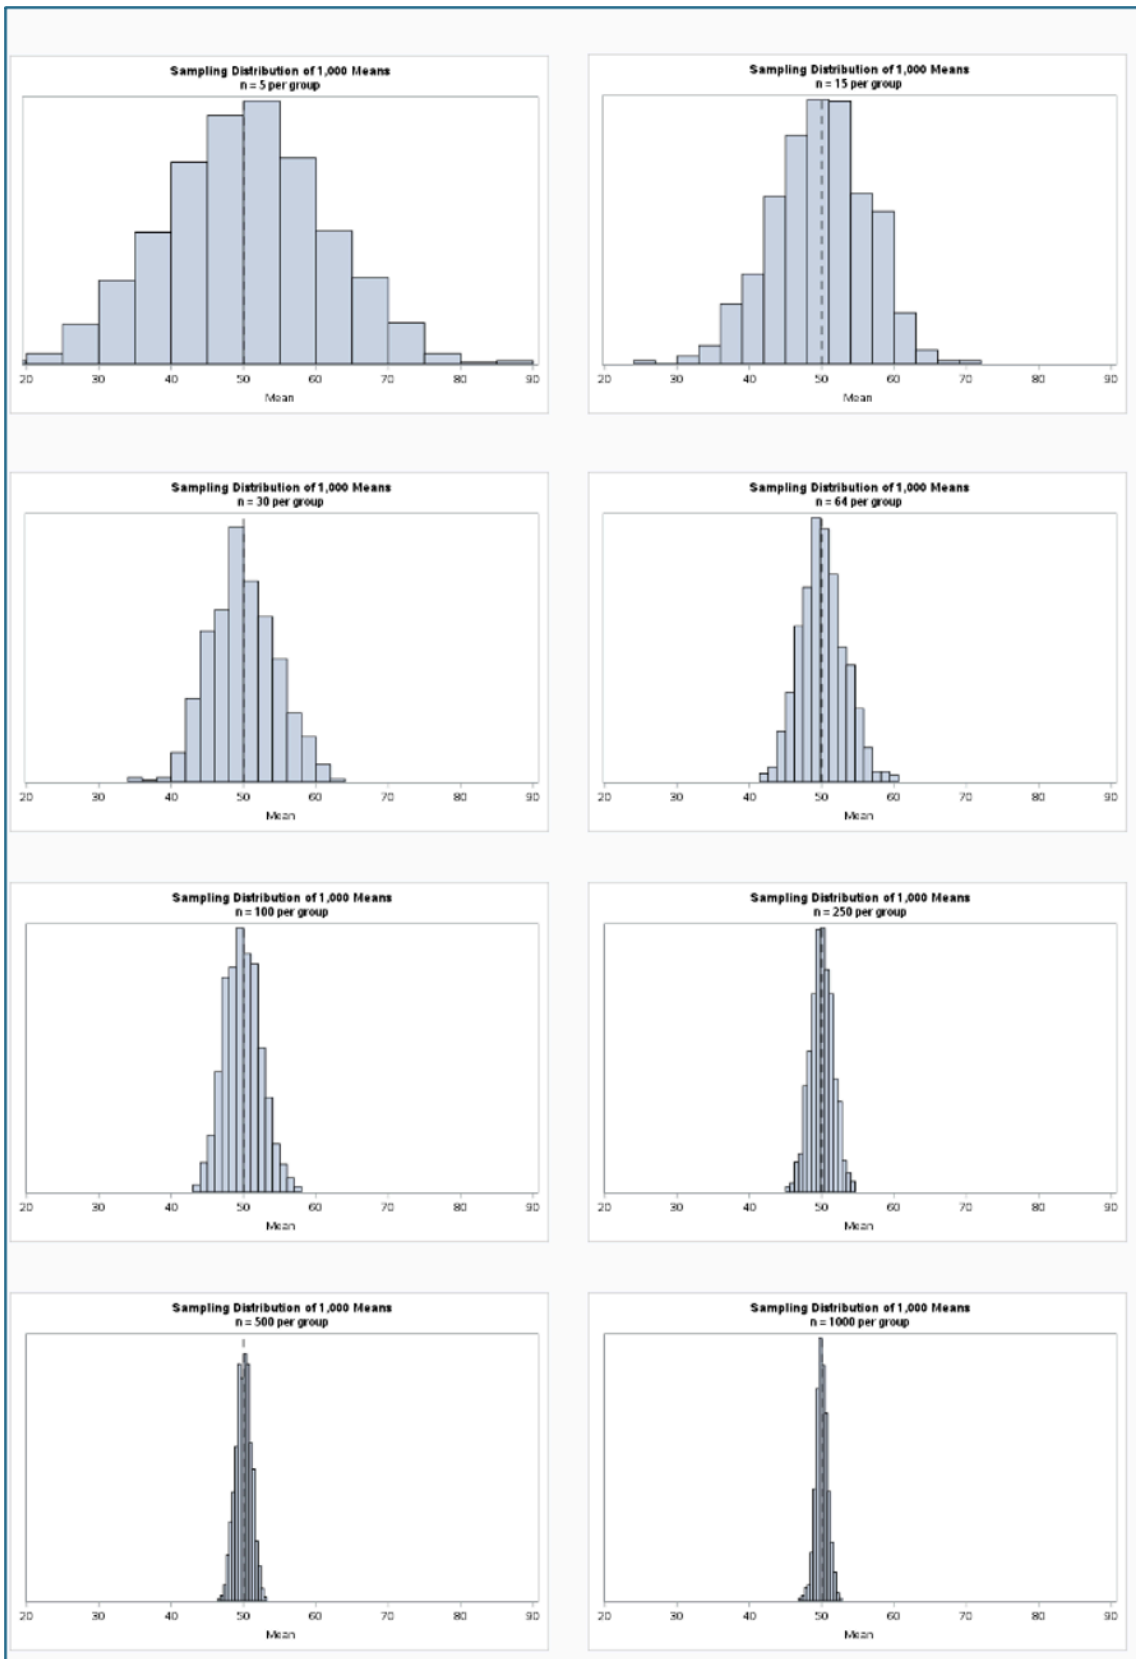 Sampling Distribution of 1,000 Means
n = 5 per group
20 30 40 50 60 70 80 90
Mean
Sampling Distribution of 1,000 Means
n = 15 per group
20 30 40 50 60 70 80 90
Mean
Sampling Distribution of 1,000 Means
n = 30 per group
20 30 40 50 60 70 80 90
Mean
Sampling Distribution of 1,000 Means
n = 64 per group
20 30 40 50 60 70 80 90
Mean
Sampling Distribution of 1,000 Means
n = 100 per group
20 30 40 50 60 70 80 90
Mean
Sampling Distribution of 1,000 Means
n = 250 per group
20 30 40 50 60 70 80 90
Mean
Sampling Distribution of 1,000 Means
n = 500 per group
20 30 40 50 60 70 80 90
Mean
Sampling Distribution of 1,000 Means
n = 1000 per group
20 30 40 50 60 70 80 90
Mean